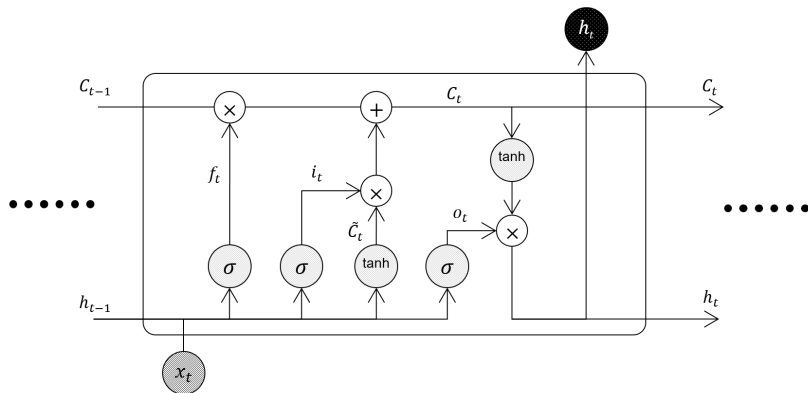 h_t
C_{t−1}
C_t
C_t
×
+
tanh
f_t
i_t
×
o_t
C̃_t
×
σ
σ
tanh
σ
h_{t−1}
h_t
x_t